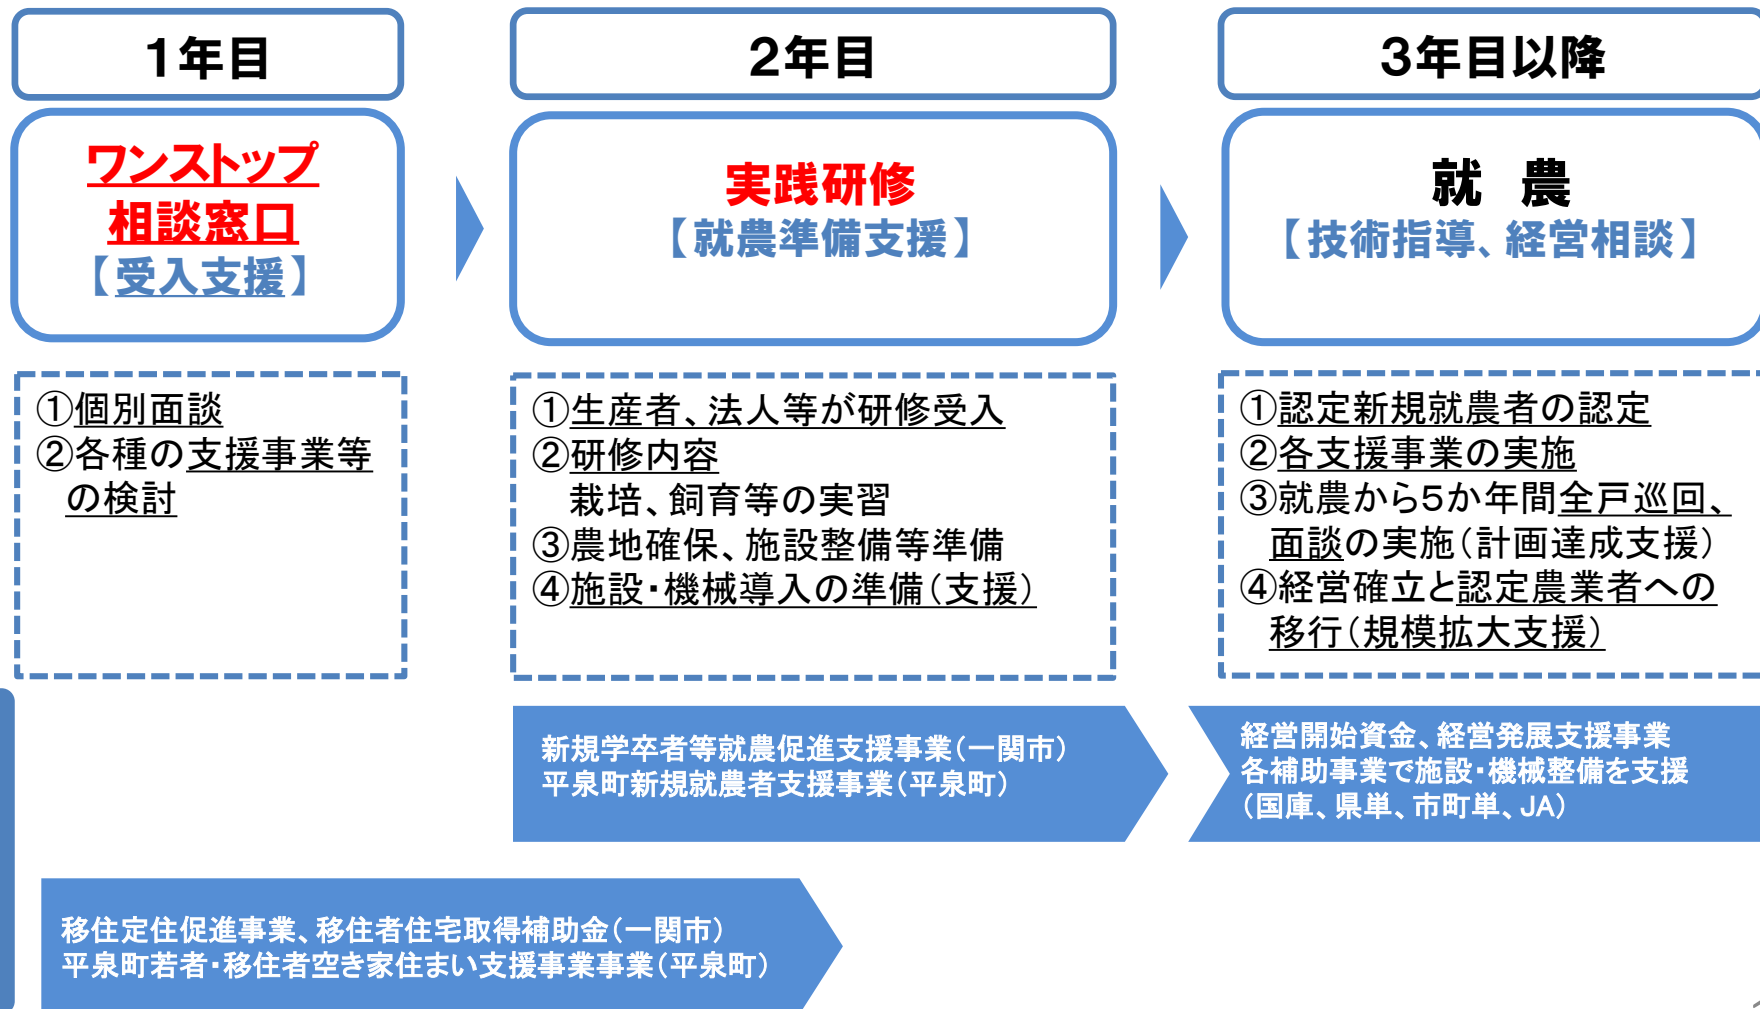 1年目
ワンストップ
相談窓口
【受入支援】
①個別面談
②各種の支援事業等
の検討
2年目
実践研修
【就農準備支援】
①生産者、法人等が研修受入
②研修内容
栽培、飼育等の実習
③農地確保、施設整備等準備
④施設・機械導入の準備(支援)
3年目以降
就 農
【技術指導、経営相談】
①認定新規就農者の認定
②各支援事業の実施
③就農から5か年間全戸巡回、
面談の実施(計画達成支援)
④経営確立と認定農業者への
移行(規模拡大支援)
新規学卒者等就農促進支援事業(一関市)
平泉町新規就農者支援事業(平泉町)
経営開始資金、経営発展支援事業
各補助事業で施設・機械整備を支援
(国庫、県単、市町単、JA)
移住定住促進事業、移住者住宅取得補助金(一関市)
平泉町若者・移住者空き家住まい支援事業事業(平泉町)